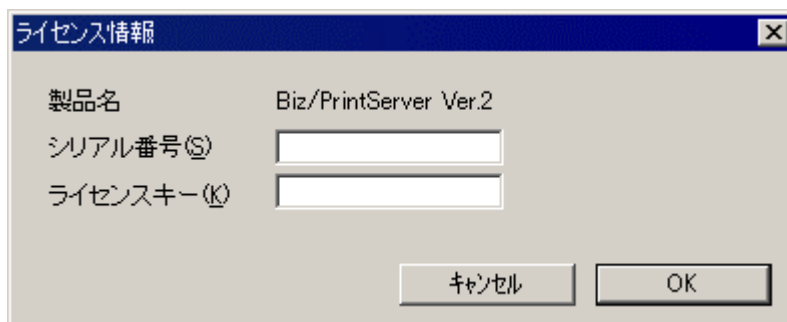 ライセンス情報
製品名 Biz/PrintServer Ver.2
シリアル番号(S)
ライセンスキー(K)
ｷｬﾝｾﾙ OK